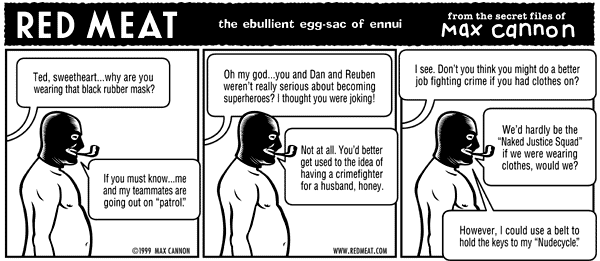 RED MEAT
the ebullient egg-sac of ennui
from the secret files of
Max cannon
Ted, sweetheart...why are you
wearing that black rubber mask?
If you must know...me
and my teammates are
going out on "patrol."
©1999 MAX CANNON
Oh my god...you and Dan and Reuben
weren't really serious about becoming
superheroes? I thought you were joking!
Not at all. You'd better
get used to the idea of
having a crimefighter
for a husband, honey.
WWW.REDMEAT.COM
I see. Don't you think you might do a better
job fighting crime if you had clothes on?
We'd hardly be the
"Naked Justice Squad"
if we were wearing
clothes, would we?
However, I could use a belt to
hold the keys to my "Nudecycle."